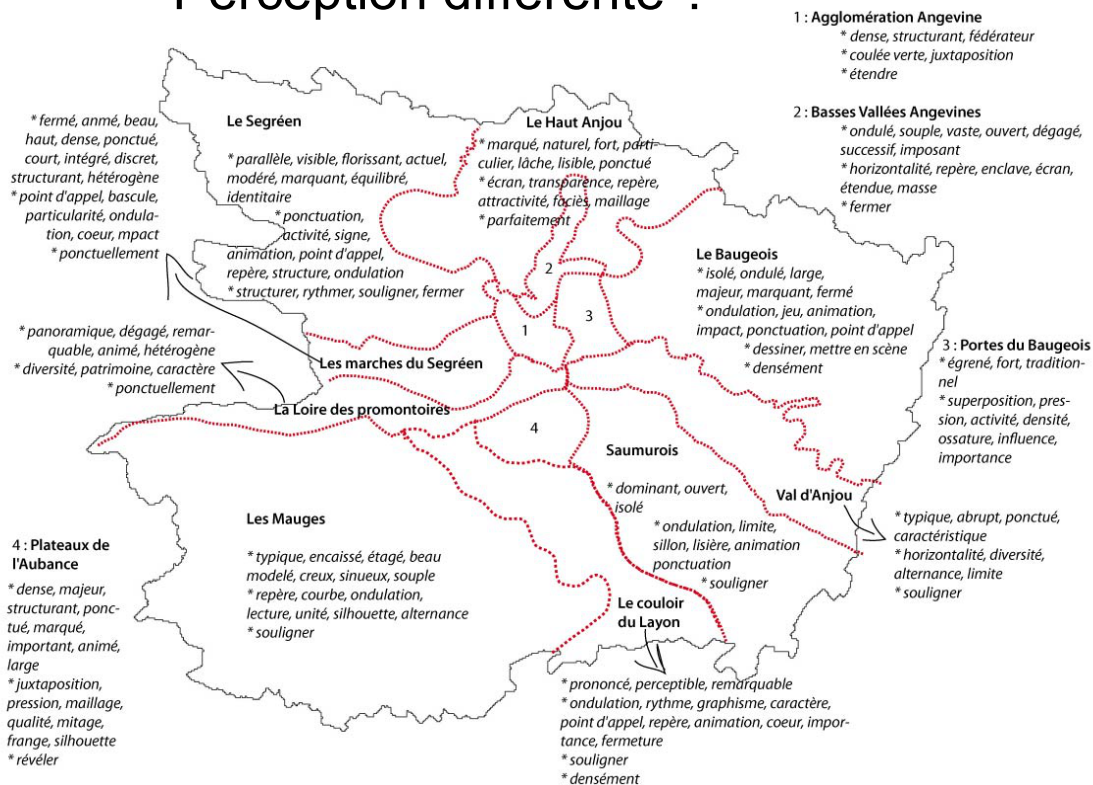 Perception différente :
1 : Agglomération Angevine
* dense, structurant, fédérateur
* coulée verte, juxtaposition
* étendre
2 : Basses Vallées Angevines
* ondulé, souple, vaste, ouvert, dégagé,
successif, imposant
* horizontalité, repère, enclave, écran,
étendue, masse
* fermer
* fermé, anmé, beau,
haut, dense, ponctué,
court, intégré, discret,
structurant, hétérogène
* point d'appel, bascule,
particularité, ondula-
tion, coeur, mpact
* ponctuellement
Le Segréen
* parallèle, visible, florissant, actuel,
modéré, marquant, équilibré,
identitaire
* ponctuation,
activité, signe,
animation, point d'appel,
repère, structure, ondulation
* structurer, rythmer, souligner, fermer
Le Haut Anjou
* marqué, naturel, fort, parti-
culier, lâche, lisible, ponctué
* écran, transparence, repère,
attractivité, faciès, maillage
* parfaitement
2
1
3
Le Baugeois
* isolé, ondulé, large,
majeur, marquant, fermé
* ondulation, jeu, animation,
impact, ponctuation, point d'appel
* dessiner, mettre en scène
* densément
3 : Portes du Baugeois
* égrené, fort, tradition-
nel
* superposition, pres-
sion, activité, densité,
ossature, influence,
importance
* panoramique, dégagé, remar-
quable, animé, hétérogène
* diversité, patrimoine, caractère
* ponctuellement
Les marches du Segréen
La Loire des promontoires
4
Saumurois
* dominant, ouvert,
isolé
* ondulation, limite,
sillon, lisière, animation
ponctuation
* souligner
Val d'Anjou
* typique, abrupt, ponctué,
caractéristique
* horizontalité, diversité,
alternance, limite
* souligner
Les Mauges
* typique, encaissé, étagé, beau
modelé, creux, sinueux, souple
* repère, courbe, ondulation,
lecture, unité, silhouette, alternance
* souligner
4 : Plateaux de
l'Aubance
* dense, majeur,
structurant, ponc-
tué, marqué,
important, animé,
large
* juxtaposition,
pression, maillage,
qualité, mitage,
frange, silhouette
* révéler
Le couloir
du Layon
* prononcé, perceptible, remarquable
* ondulation, rythme, graphisme, caractère,
point d'appel, repère, animation, coeur, impor-
tance, fermeture
* souligner
* densément